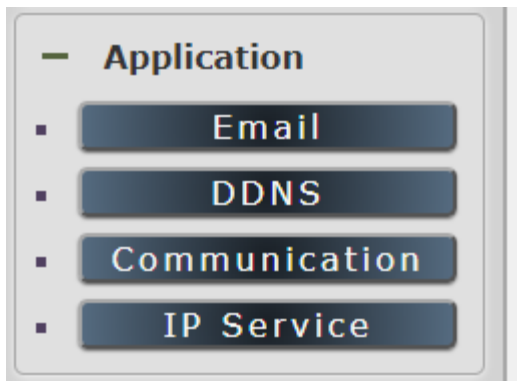 Application
Email
DDNS
Communication
IP Service